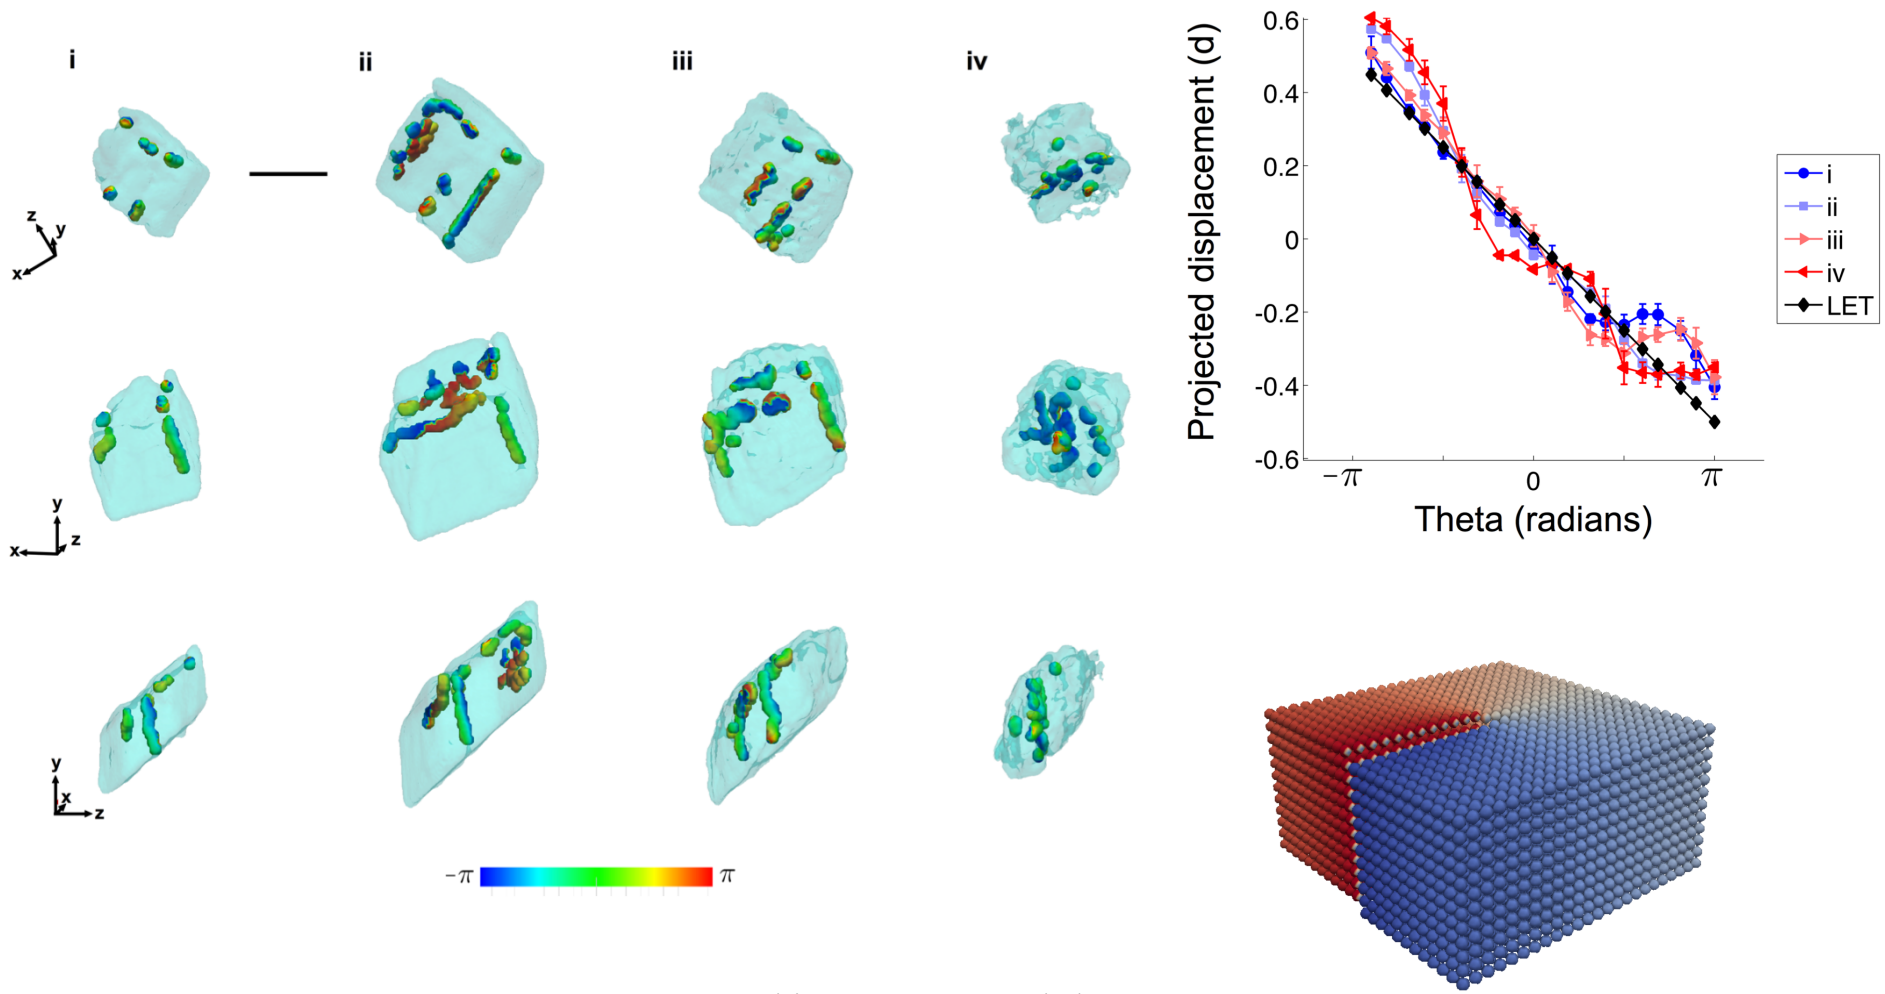 i
ii
iii
iv
z
y
x
y
x
z
y
x
z
−π
π
Projected displacement (d)
0.6
0.4
0.2
0
-0.2
-0.4
-0.6
−π
0
π
Theta (radians)
i
ii
iii
iv
LET